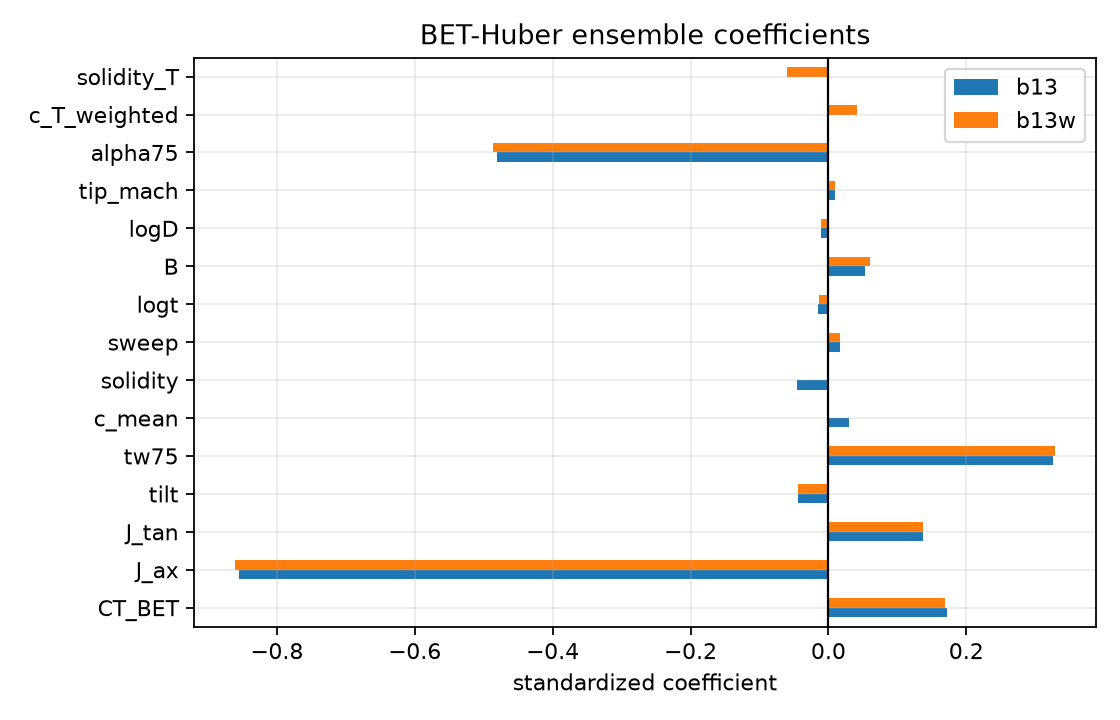 BET-Huber ensemble coefficients
solidity_T
c_T_weighted
alpha75
tip_mach
logD
B
logt
sweep
solidity
c_mean
tw75
tilt
J_tan
J_ax
CT_BET
b13
b13w
−0.8 −0.6 −0.4 −0.2 0.0 0.2
standardized coefficient